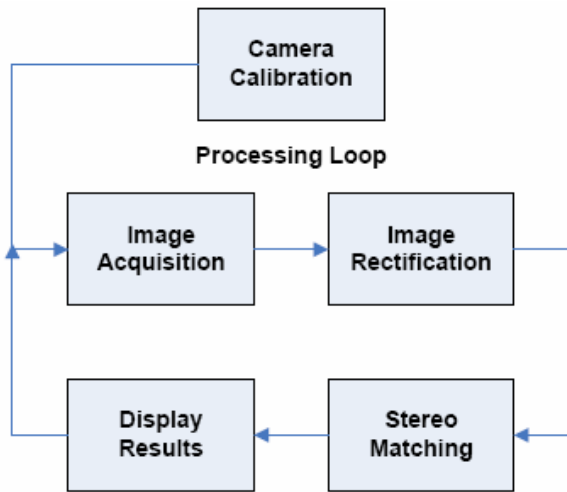 Camera
Calibration
Processing Loop
Image
Acquisition
Image
Rectification
Display
Results
Stereo
Matching